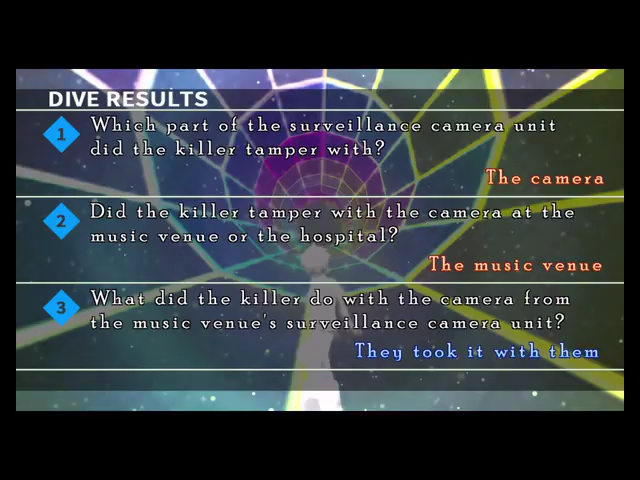 DIVE RESULTS
1 Which part of the surveillance camera unit
did the killer tamper with?
The camera
2 Did the killer tamper with the camera at the
music venue or the hospital?
The music venue
3 What did the killer do with the camera from
the music venue's surveillance camera unit?
They took it with them